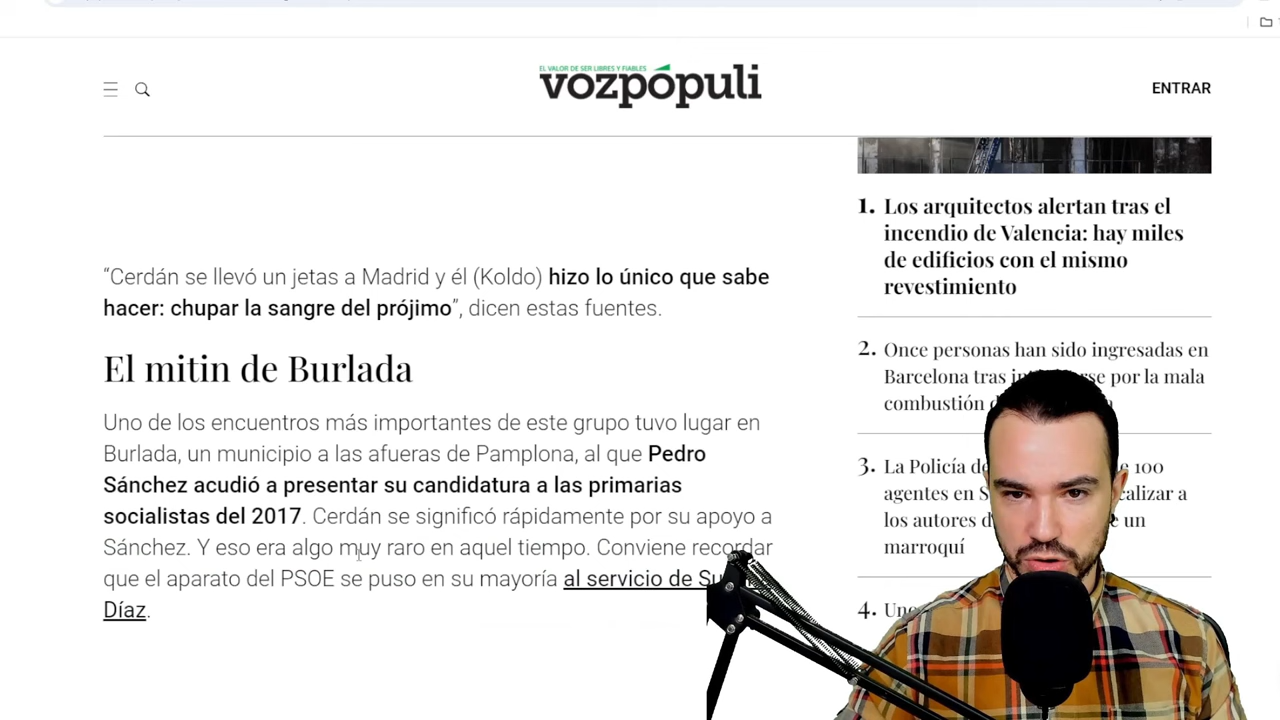 EL VALOR DE SER LIBRES Y FIABLES
vozpópuli
ENTRAR
“Cerdán se llevó un jetas a Madrid y él (Koldo) hizo lo único que sabe
hacer: chupar la sangre del prójimo”, dicen estas fuentes.
El mitin de Burlada
Uno de los encuentros más importantes de este grupo tuvo lugar en
Burlada, un municipio a las afueras de Pamplona, al que Pedro
Sánchez acudió a presentar su candidatura a las primarias
socialistas del 2017. Cerdán se significó rápidamente por su apoyo a
Sánchez. Y eso era algo muy raro en aquel tiempo. Conviene recordar
que el aparato del PSOE se puso en su mayoría al servicio de
Díaz.
1. Los arquitectos alertan tras el
incendio de Valencia: hay miles
de edificios con el mismo
revestimiento
2. Once personas han sido ingresadas en
Barcelona tras por la mala
combustión
3. La Policía 100
agentes en a
los autores un
marroquí
4.